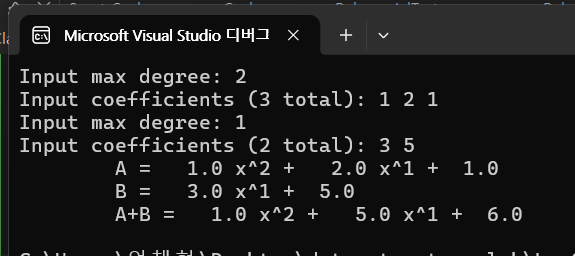 Microsoft Visual Studio 디버그
Input max degree: 2
Input coefficients (3 total): 1 2 1
Input max degree: 1
Input coefficients (2 total): 3 5
A =   1.0 x^2 +   2.0 x^1 +  1.0
B =   3.0 x^1 +  5.0
A+B =   1.0 x^2 +   5.0 x^1 +  6.0